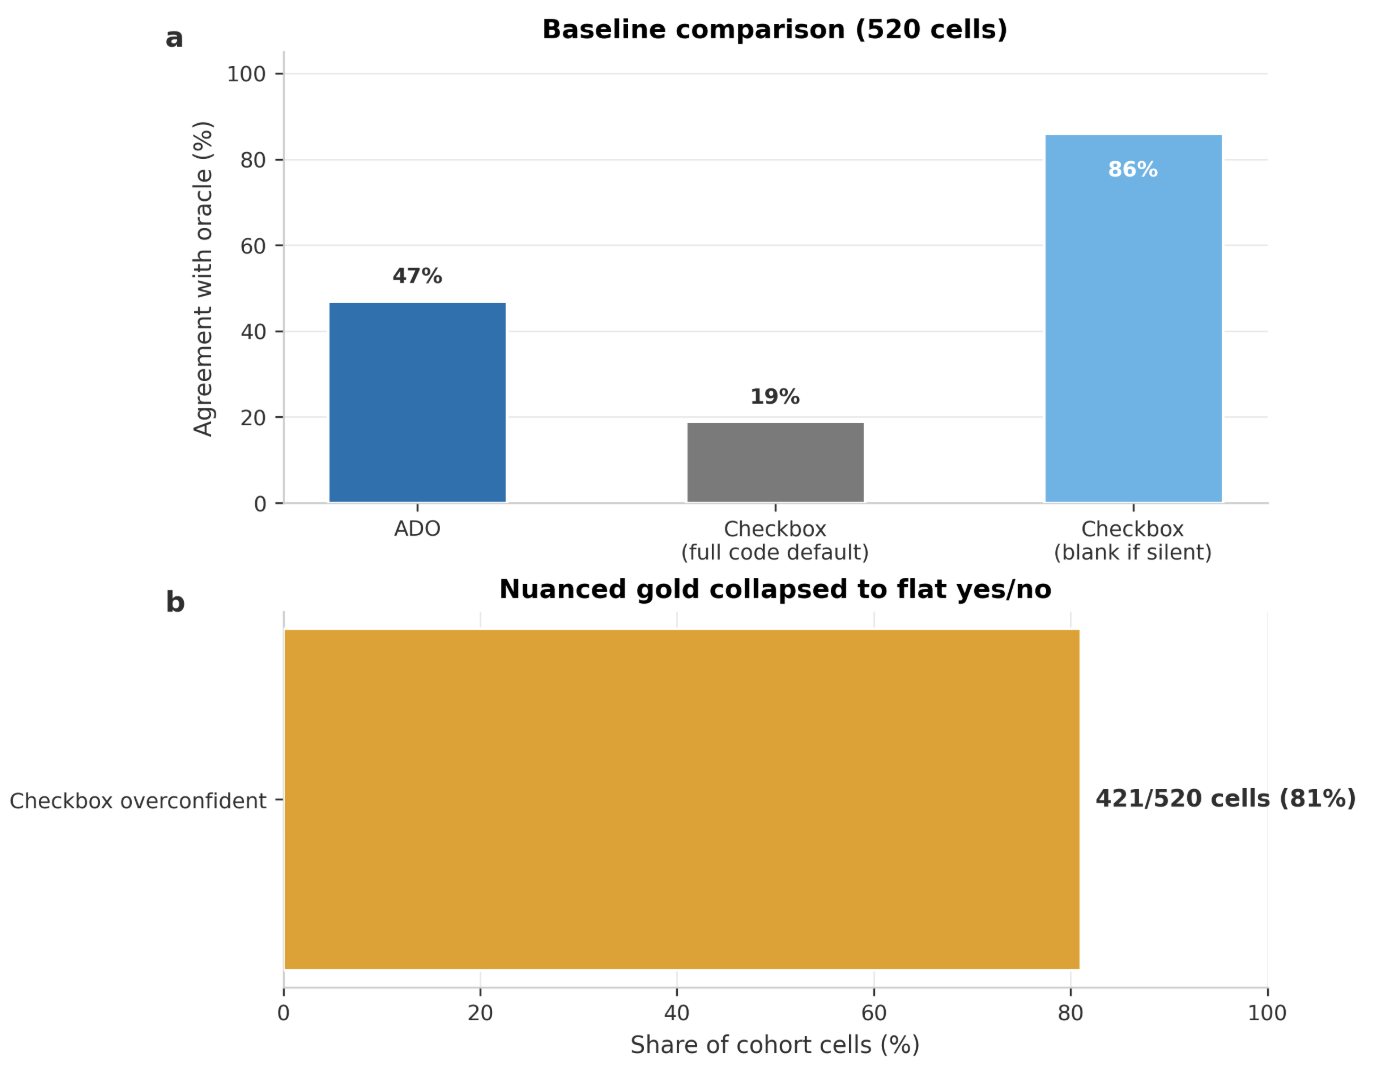 a
Baseline comparison (520 cells)
Agreement with oracle (%)
100
80
60
40
20
0
47%
19%
86%
ADO
Checkbox
(full code default)
Checkbox
(blank if silent)
b
Nuanced gold collapsed to flat yes/no
Checkbox overconfident
421/520 cells (81%)
0
20
40
60
80
100
Share of cohort cells (%)